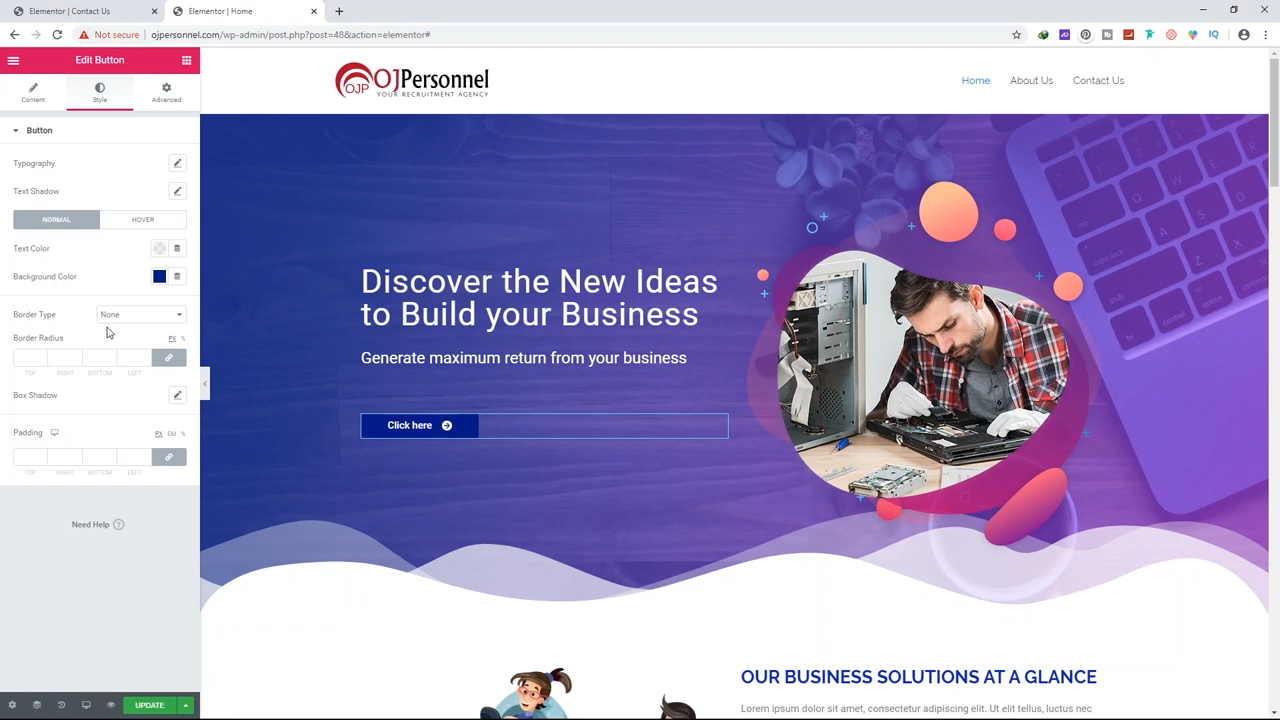 Elementor | Contact Us
Elementor | Home
Not secure
ojpersonnel.com/wp-admin/post.php?post=48&action=elementor#
Edit Button
Content
Style
Advanced
Button
Typography
Text Shadow
NORMAL
HOVER
Text Color
Background Color
Border Type
None
Border Radius
PX %
TOP RIGHT BOTTOM LEFT
Box Shadow
Padding
PX EM %
TOP RIGHT BOTTOM LEFT
Need Help
UPDATE
OJP
OJPersonnel
YOUR RECRUITMENT AGENCY
Home
About Us
Contact Us
Discover the New Ideas
to Build your Business
Generate maximum return from your business
Click here
OUR BUSINESS SOLUTIONS AT A GLANCE
Lorem ipsum dolor sit amet, consectetur adipiscing elit. Ut elit tellus, luctus nec